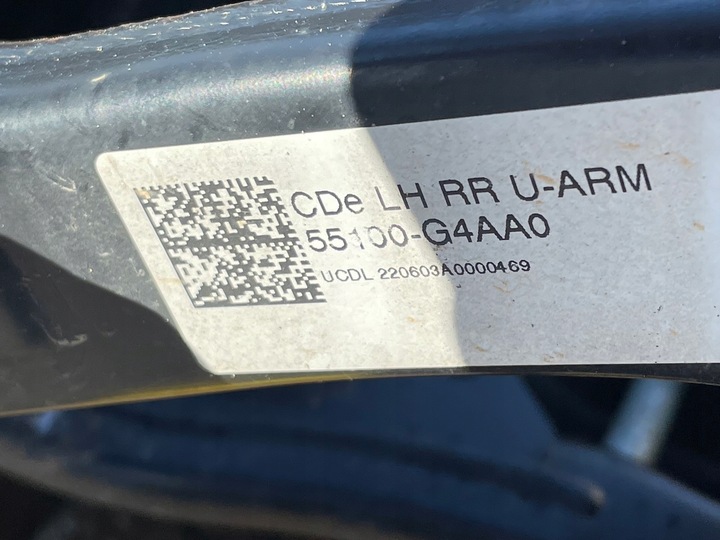 CDe LH RR U-ARM
55100-G4AA0
UCDL 220603A0000469